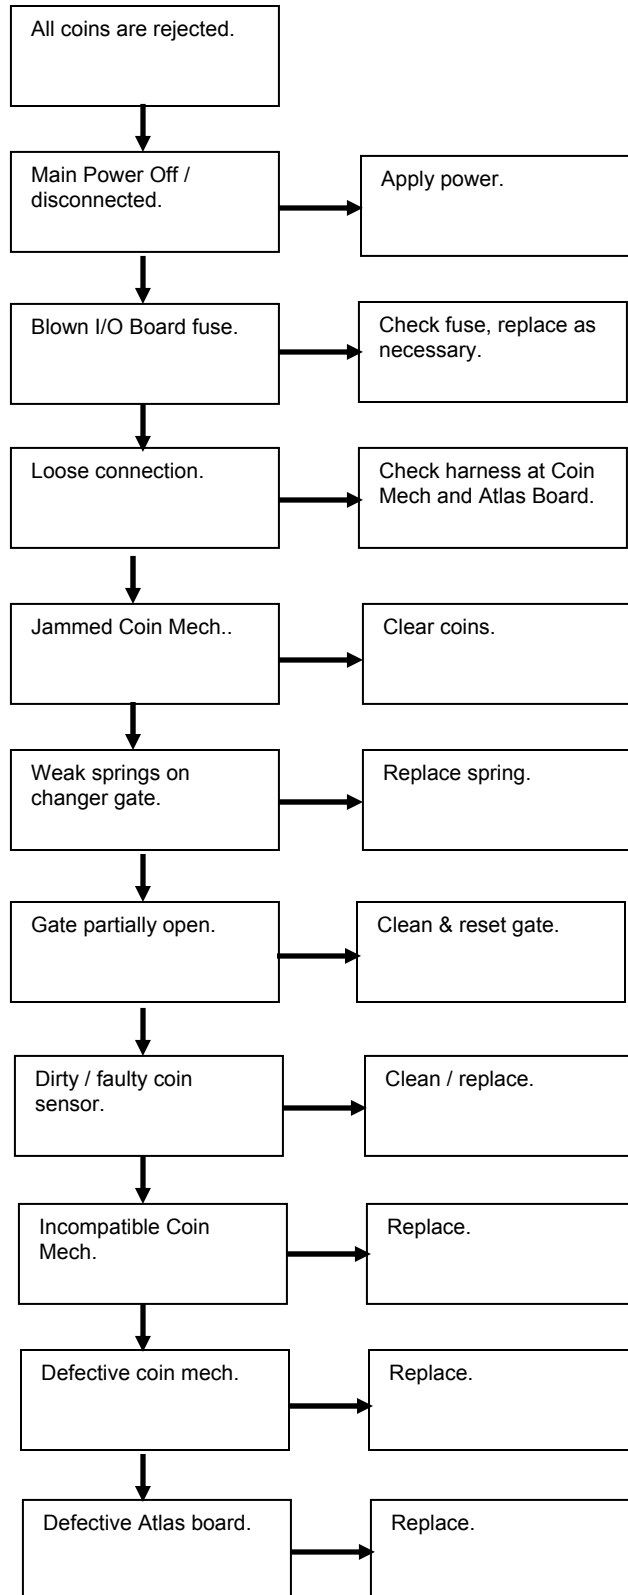 All coins are rejected.
Main Power Off /
disconnected.
Apply power.
Blown I/O Board fuse.
Check fuse, replace as
necessary.
Loose connection.
Check harness at Coin
Mech and Atlas Board.
Jammed Coin Mech..
Clear coins.
Weak springs on
changer gate.
Replace spring.
Gate partially open.
Clean & reset gate.
Dirty / faulty coin
sensor.
Clean / replace.
Incompatible Coin
Mech.
Replace.
Defective coin mech.
Replace.
Defective Atlas board.
Replace.